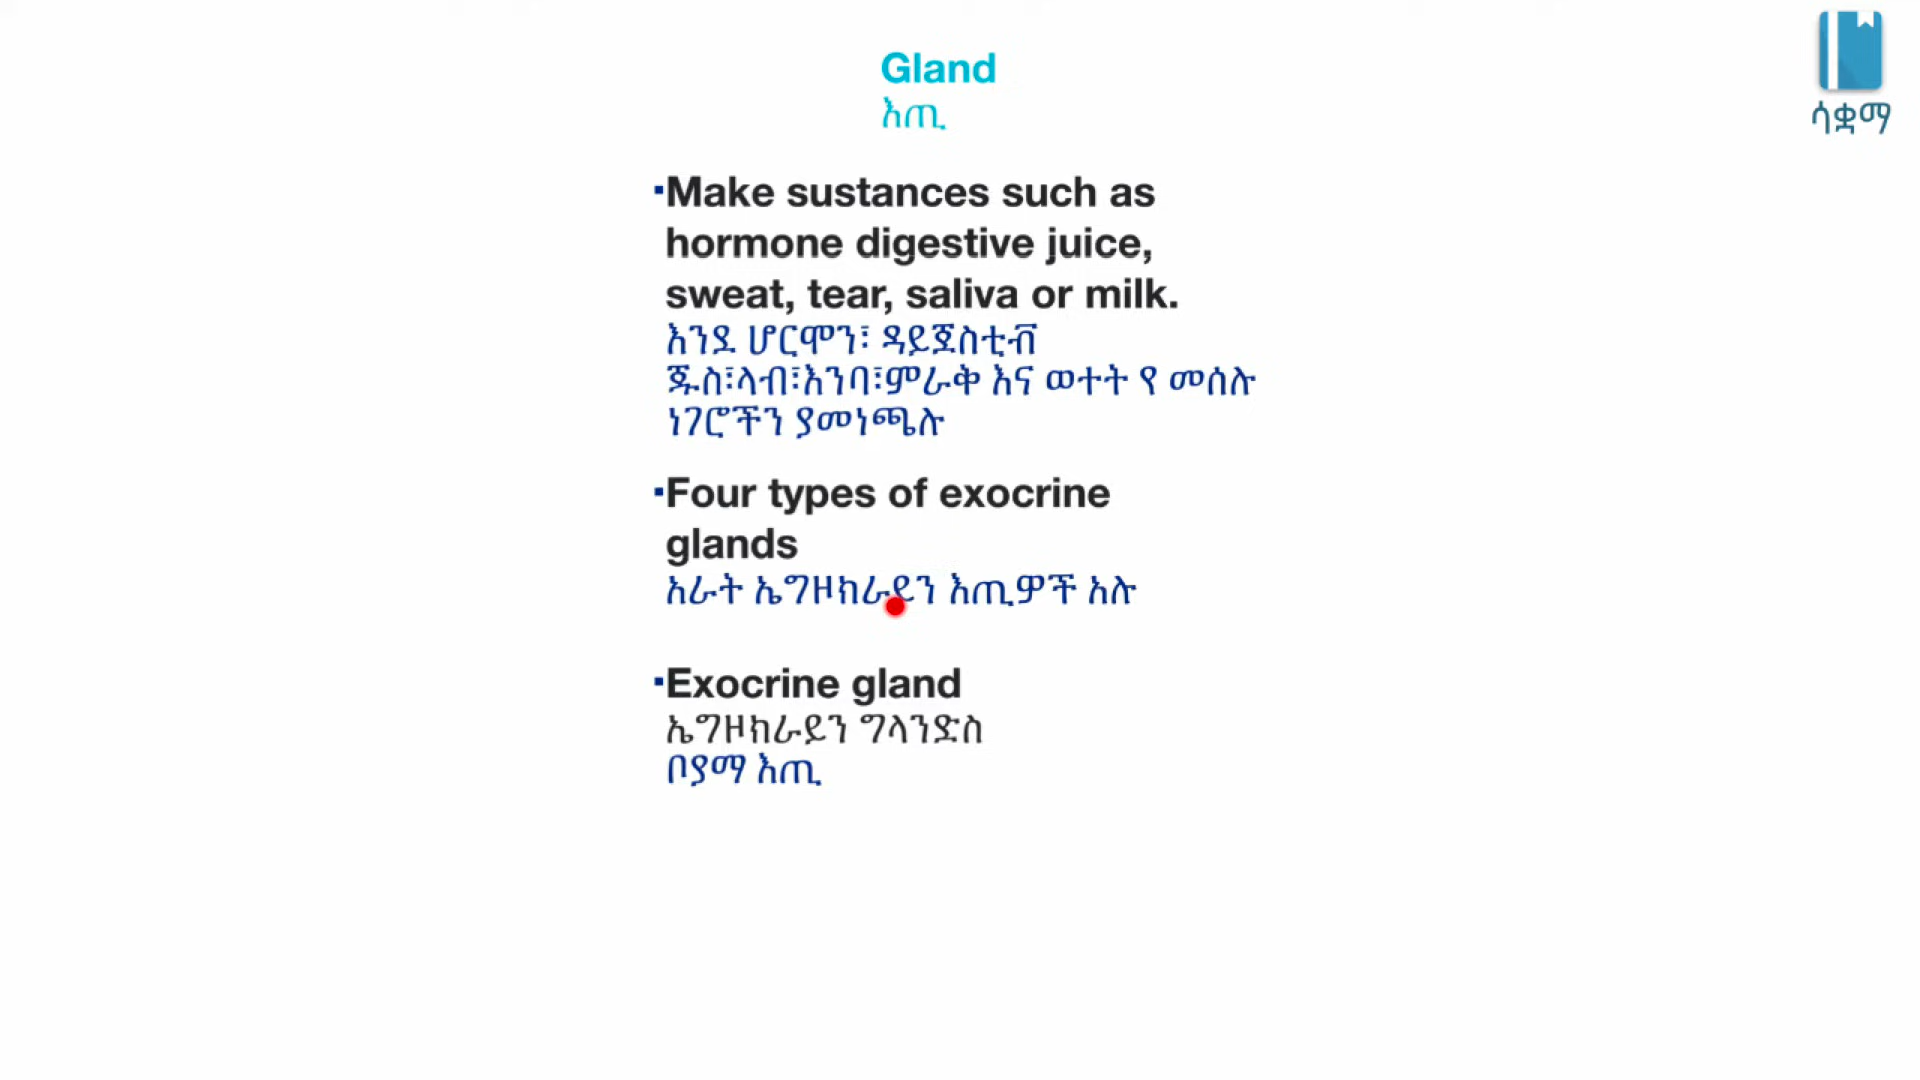 Gland
እጢ
ሳቋማ
▪Make sustances such as
hormone digestive juice,
sweat, tear, saliva or milk.
እንደ ሆርሞን፣ ዳይጀስቲቭ
ጁስ፣ላብ፣እንባ፣ምራቅ እና ወተት የ መሰሉ
ነገሮችን ያመነጫሉ
▪Four types of exocrine
glands
አራት ኤግዞክራይን እጢዎች አሉ
▪Exocrine gland
ኤግዞክራይን ግላንድስ
ቦያማ እጢ